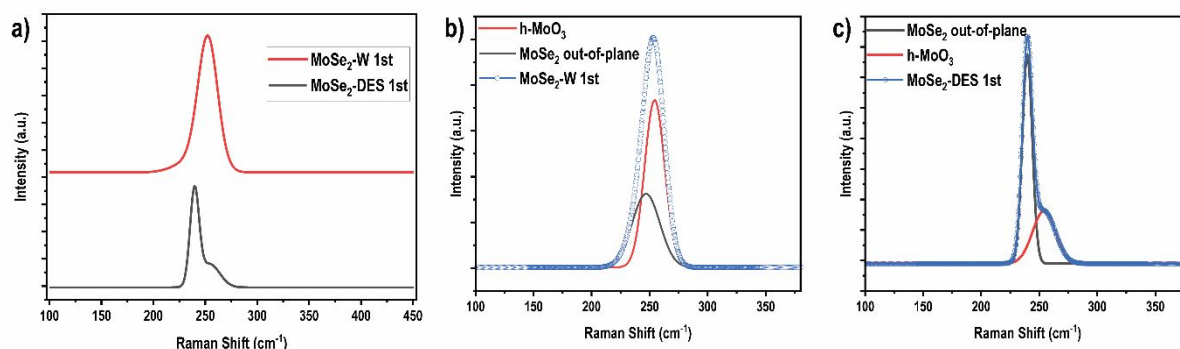 a)
MoSe₂-W 1st
MoSe₂-DES 1st
Intensity (a.u.)
100 150 200 250 300 350 400 450
Raman Shift (cm⁻¹)
b)
h-MoO₃
MoSe₂ out-of-plane
MoSe₂-W 1st
Intensity (a.u.)
100 150 200 250 300 350
Raman Shift (cm⁻¹)
c)
MoSe₂ out-of-plane
h-MoO₃
MoSe₂-DES 1st
Intensity (a.u.)
100 150 200 250 300 350
Raman Shift (cm⁻¹)